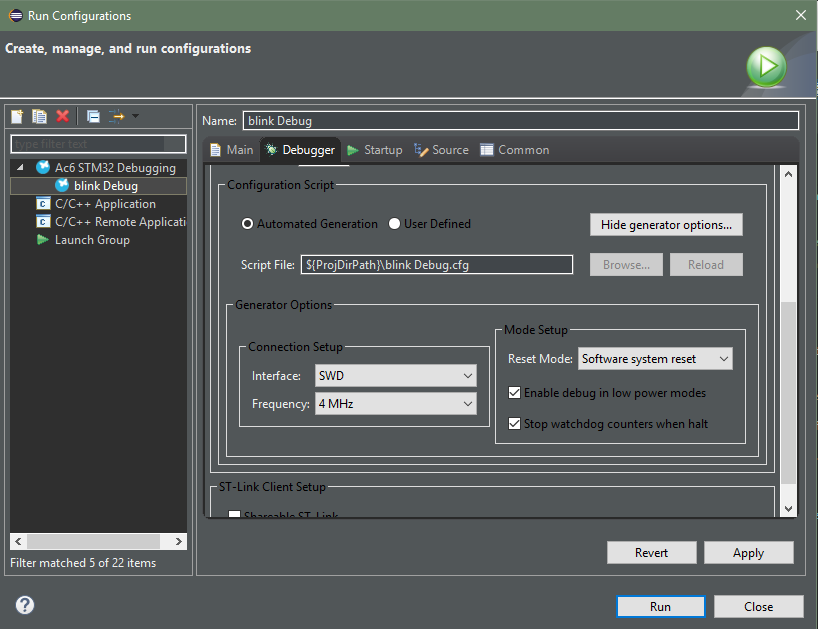 Run Configurations
Create, manage, and run configurations
type filter text
Ac6 STM32 Debugging
blink Debug
C/C++ Application
C/C++ Remote Applicati
Launch Group
Filter matched 5 of 22 items
Name: blink Debug
Main Debugger Startup Source Common
Configuration Script
Automated Generation User Defined Hide generator options...
Script File: ${ProjDirPath}\blink Debug.cfg Browse... Reload
Generator Options
Connection Setup
Interface: SWD
Frequency: 4 MHz
Mode Setup
Reset Mode: Software system reset
Enable debug in low power modes
Stop watchdog counters when halt
ST-Link Client Setup
Shareable ST-Link
Revert Apply
Run Close